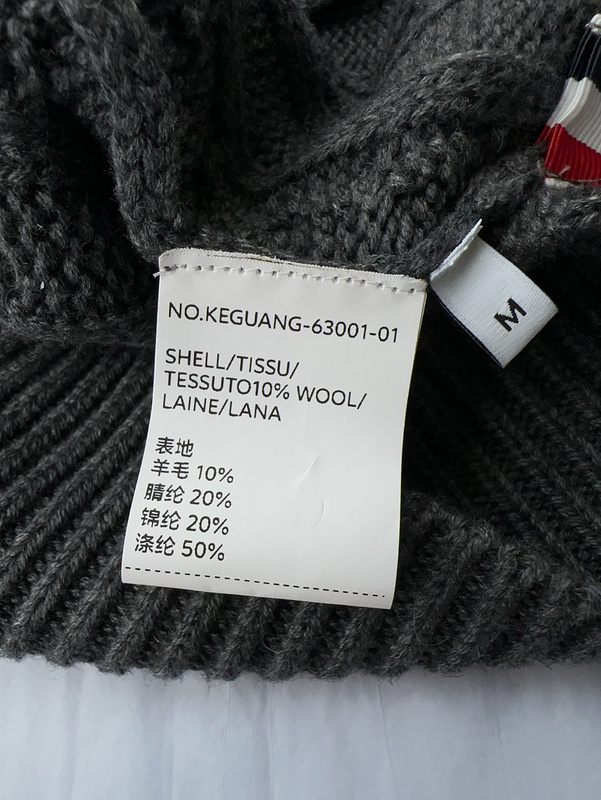 NO.KEGUANG-63001-01
SHELL/TISSU/
TESSUTO10% WOOL/
LAINE/LANA
表地
羊毛 10%
腈纶 20%
锦纶 20%
涤纶 50%
M